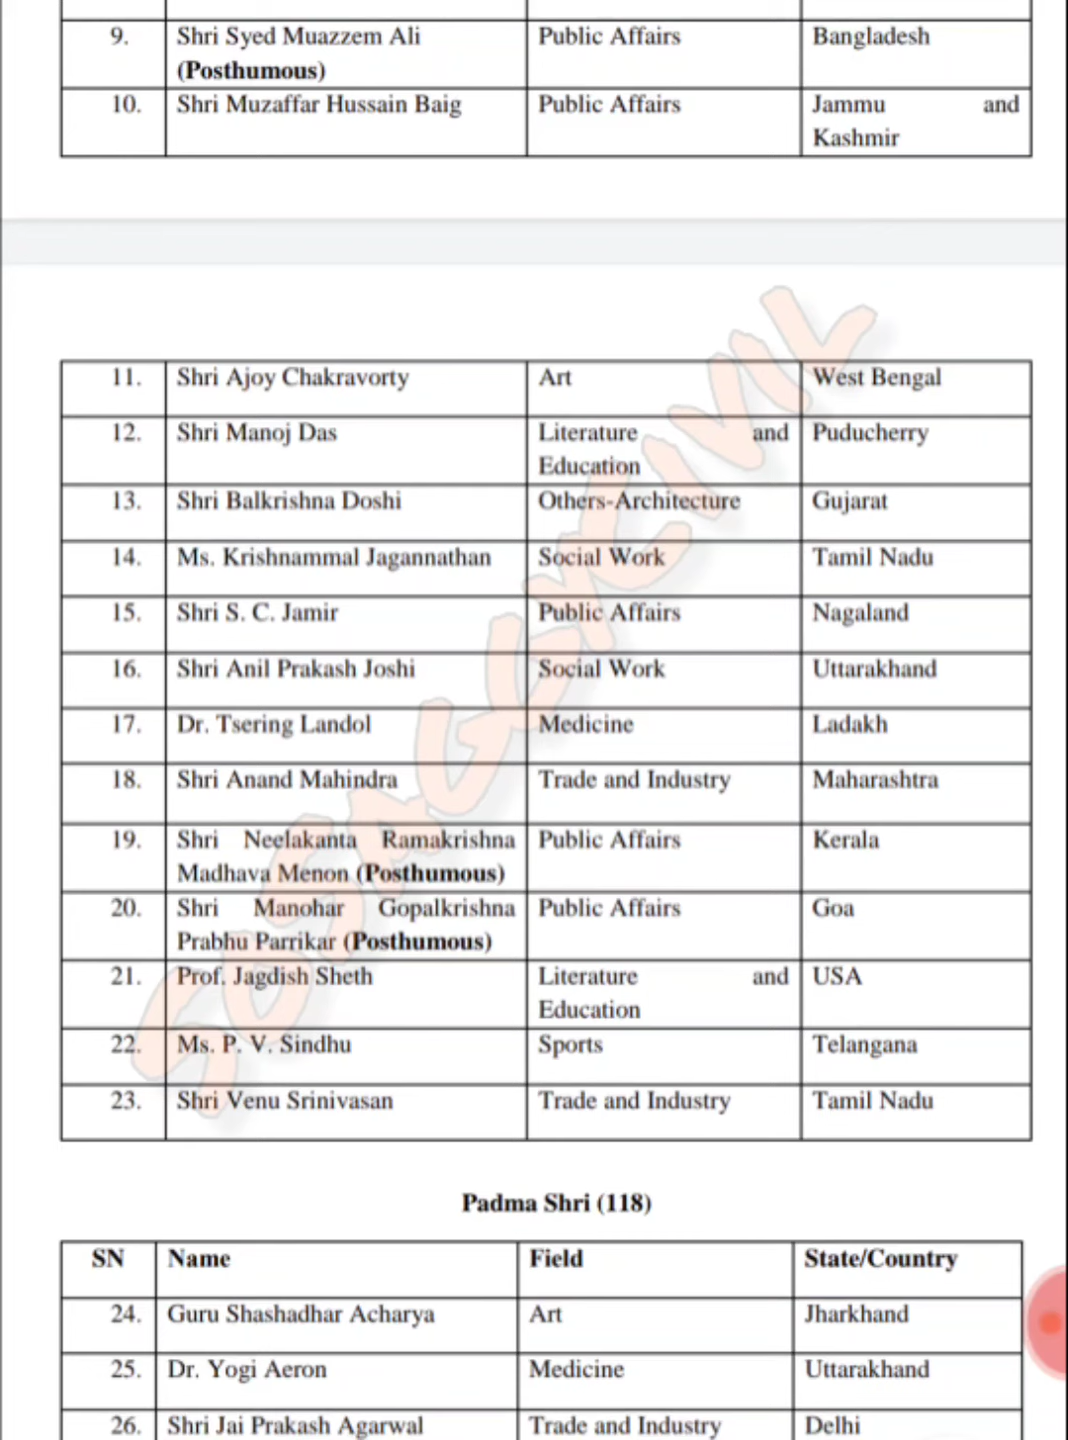 9. Shri Syed Muazzem Ali Public Affairs Bangladesh
(Posthumous)
10. Shri Muzaffar Hussain Baig Public Affairs Jammu and
Kashmir
11. Shri Ajoy Chakravorty Art West Bengal
12. Shri Manoj Das Literature and Puducherry
Education
13. Shri Balkrishna Doshi Others-Architecture Gujarat
14. Ms. Krishnammal Jagannathan Social Work Tamil Nadu
15. Shri S. C. Jamir Public Affairs Nagaland
16. Shri Anil Prakash Joshi Social Work Uttarakhand
17. Dr. Tsering Landol Medicine Ladakh
18. Shri Anand Mahindra Trade and Industry Maharashtra
19. Shri Neelakanta Ramakrishna Public Affairs Kerala
Madhava Menon (Posthumous)
20. Shri Manohar Gopalkrishna Public Affairs Goa
Prabhu Parrikar (Posthumous)
21. Prof. Jagdish Sheth Literature and USA
Education
22. Ms. P. V. Sindhu Sports Telangana
23. Shri Venu Srinivasan Trade and Industry Tamil Nadu
Padma Shri (118)
SN Name Field State/Country
24. Guru Shashadhar Acharya Art Jharkhand
25. Dr. Yogi Aeron Medicine Uttarakhand
26. Shri Jai Prakash Agarwal Trade and Industry Delhi